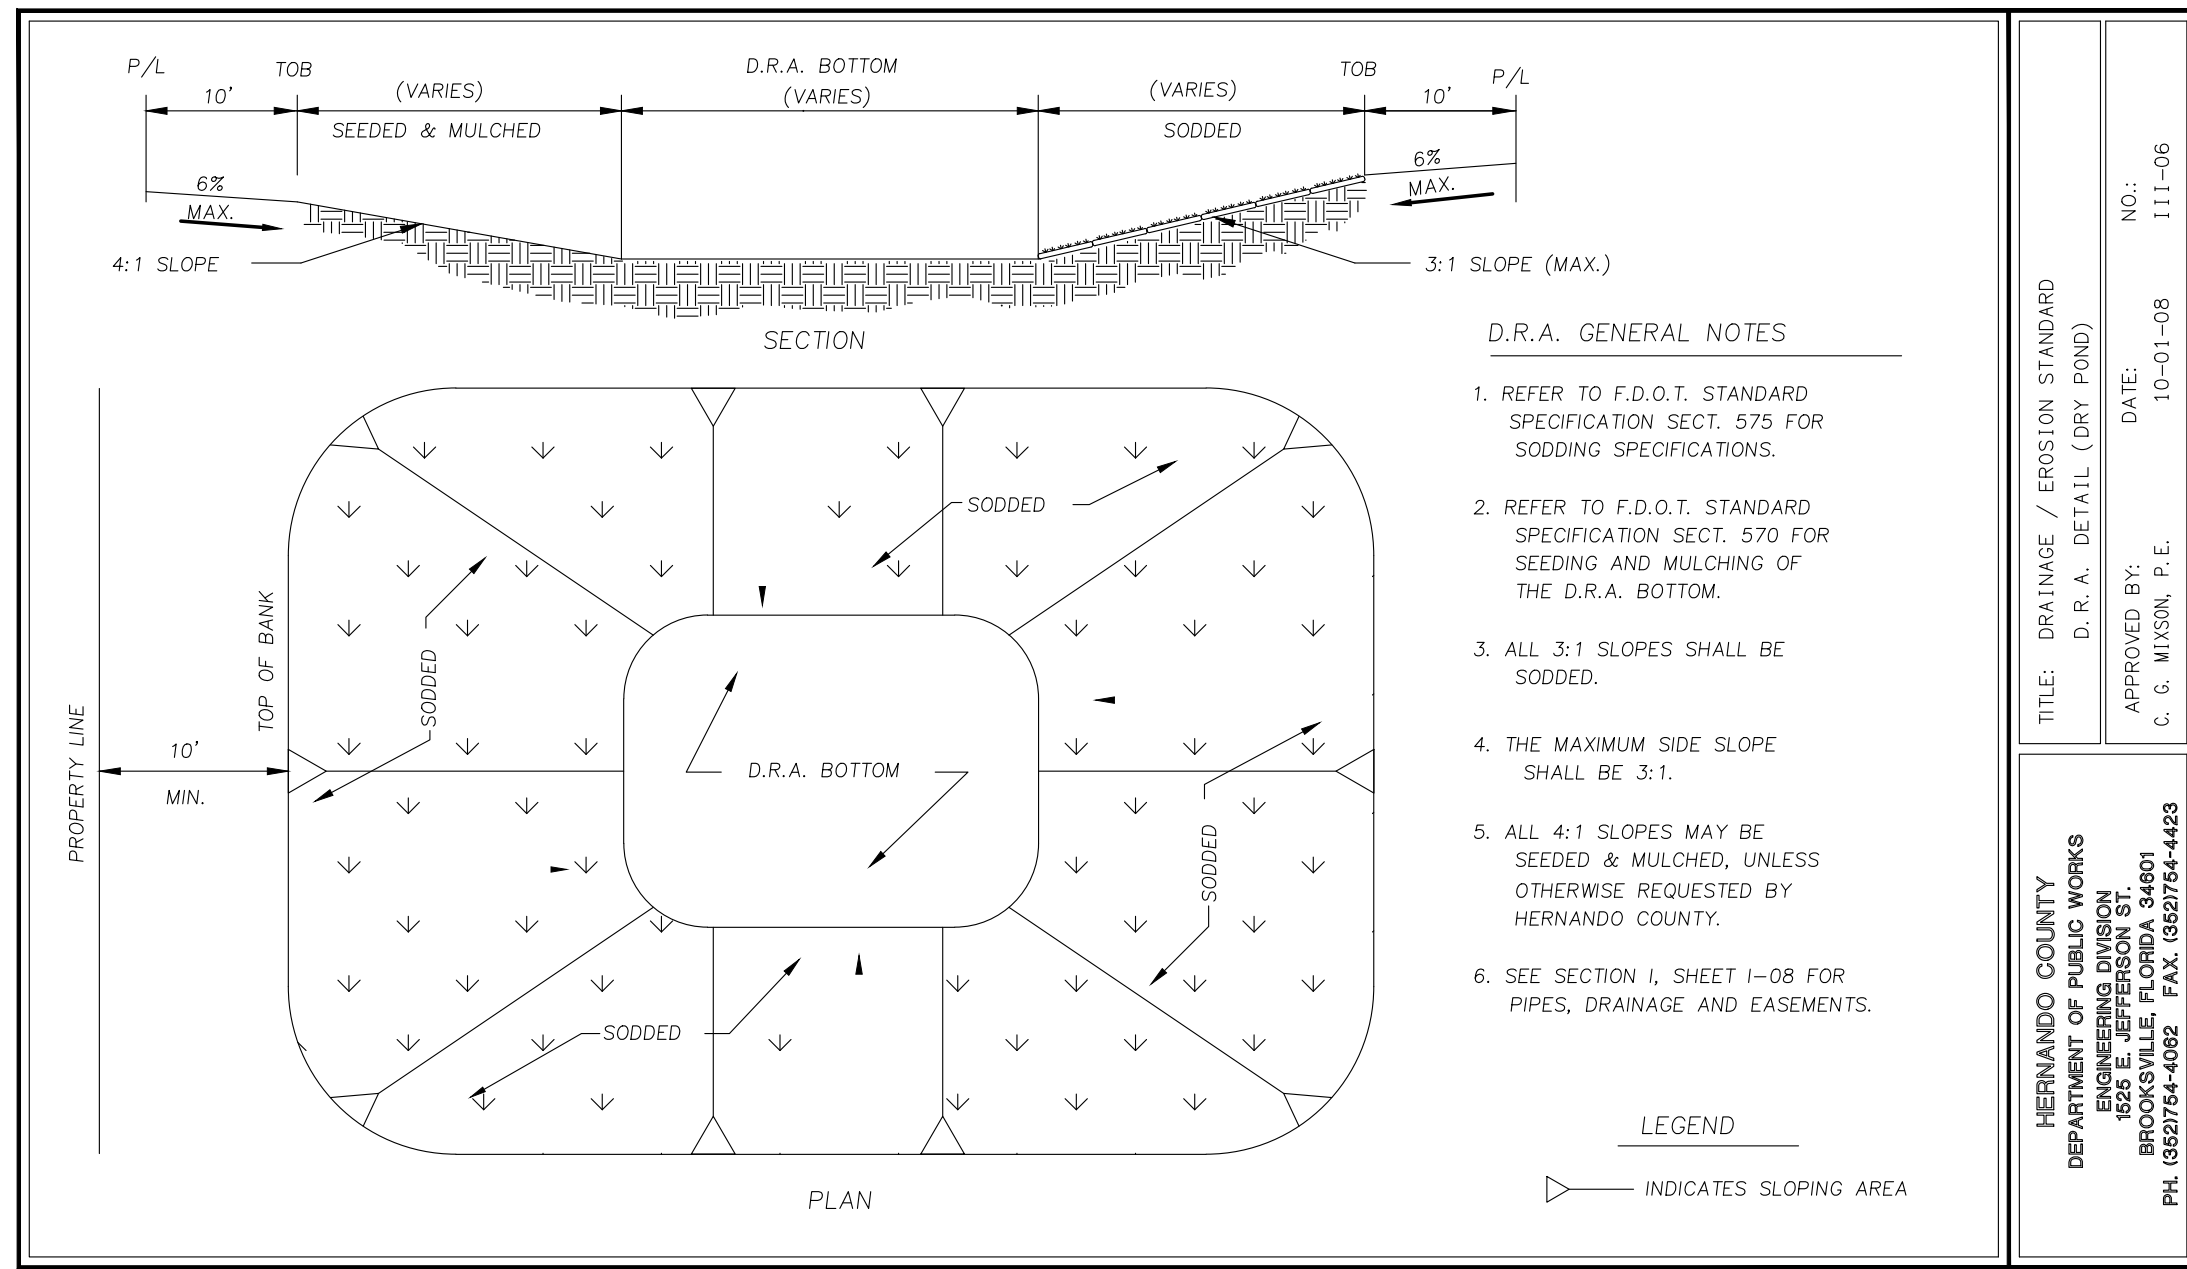 P/L
TOB
D.R.A. BOTTOM
TOB
P/L
10'
(VARIES)
(VARIES)
(VARIES)
10'
SEEDED & MULCHED
SODDED
6%
MAX.
6%
MAX.
4:1 SLOPE
3:1 SLOPE (MAX.)
SECTION
PROPERTY LINE
10'
MIN.
TOP OF BANK
SODDED
SODDED
D.R.A. BOTTOM
SODDED
SODDED
PLAN
D.R.A. GENERAL NOTES
1. REFER TO F.D.O.T. STANDARD
SPECIFICATION SECT. 575 FOR
SODDING SPECIFICATIONS.
2. REFER TO F.D.O.T. STANDARD
SPECIFICATION SECT. 570 FOR
SEEDING AND MULCHING OF
THE D.R.A. BOTTOM.
3. ALL 3:1 SLOPES SHALL BE
SODDED.
4. THE MAXIMUM SIDE SLOPE
SHALL BE 3:1.
5. ALL 4:1 SLOPES MAY BE
SEEDED & MULCHED, UNLESS
OTHERWISE REQUESTED BY
HERNANDO COUNTY.
6. SEE SECTION I, SHEET I-08 FOR
PIPES, DRAINAGE AND EASEMENTS.
LEGEND
INDICATES SLOPING AREA
TITLE: DRAINAGE / EROSION STANDARD
D.R.A. DETAIL (DRY POND)
APPROVED BY:
C. G. MIXSON, P.E.
DATE:
10-01-08
NO.:
III-06
HERNANDO COUNTY
DEPARTMENT OF PUBLIC WORKS
ENGINEERING DIVISION
1525 E. JEFFERSON ST.
BROOKSVILLE, FLORIDA 34601
PH. (352)754-4062 FAX. (352)754-4423